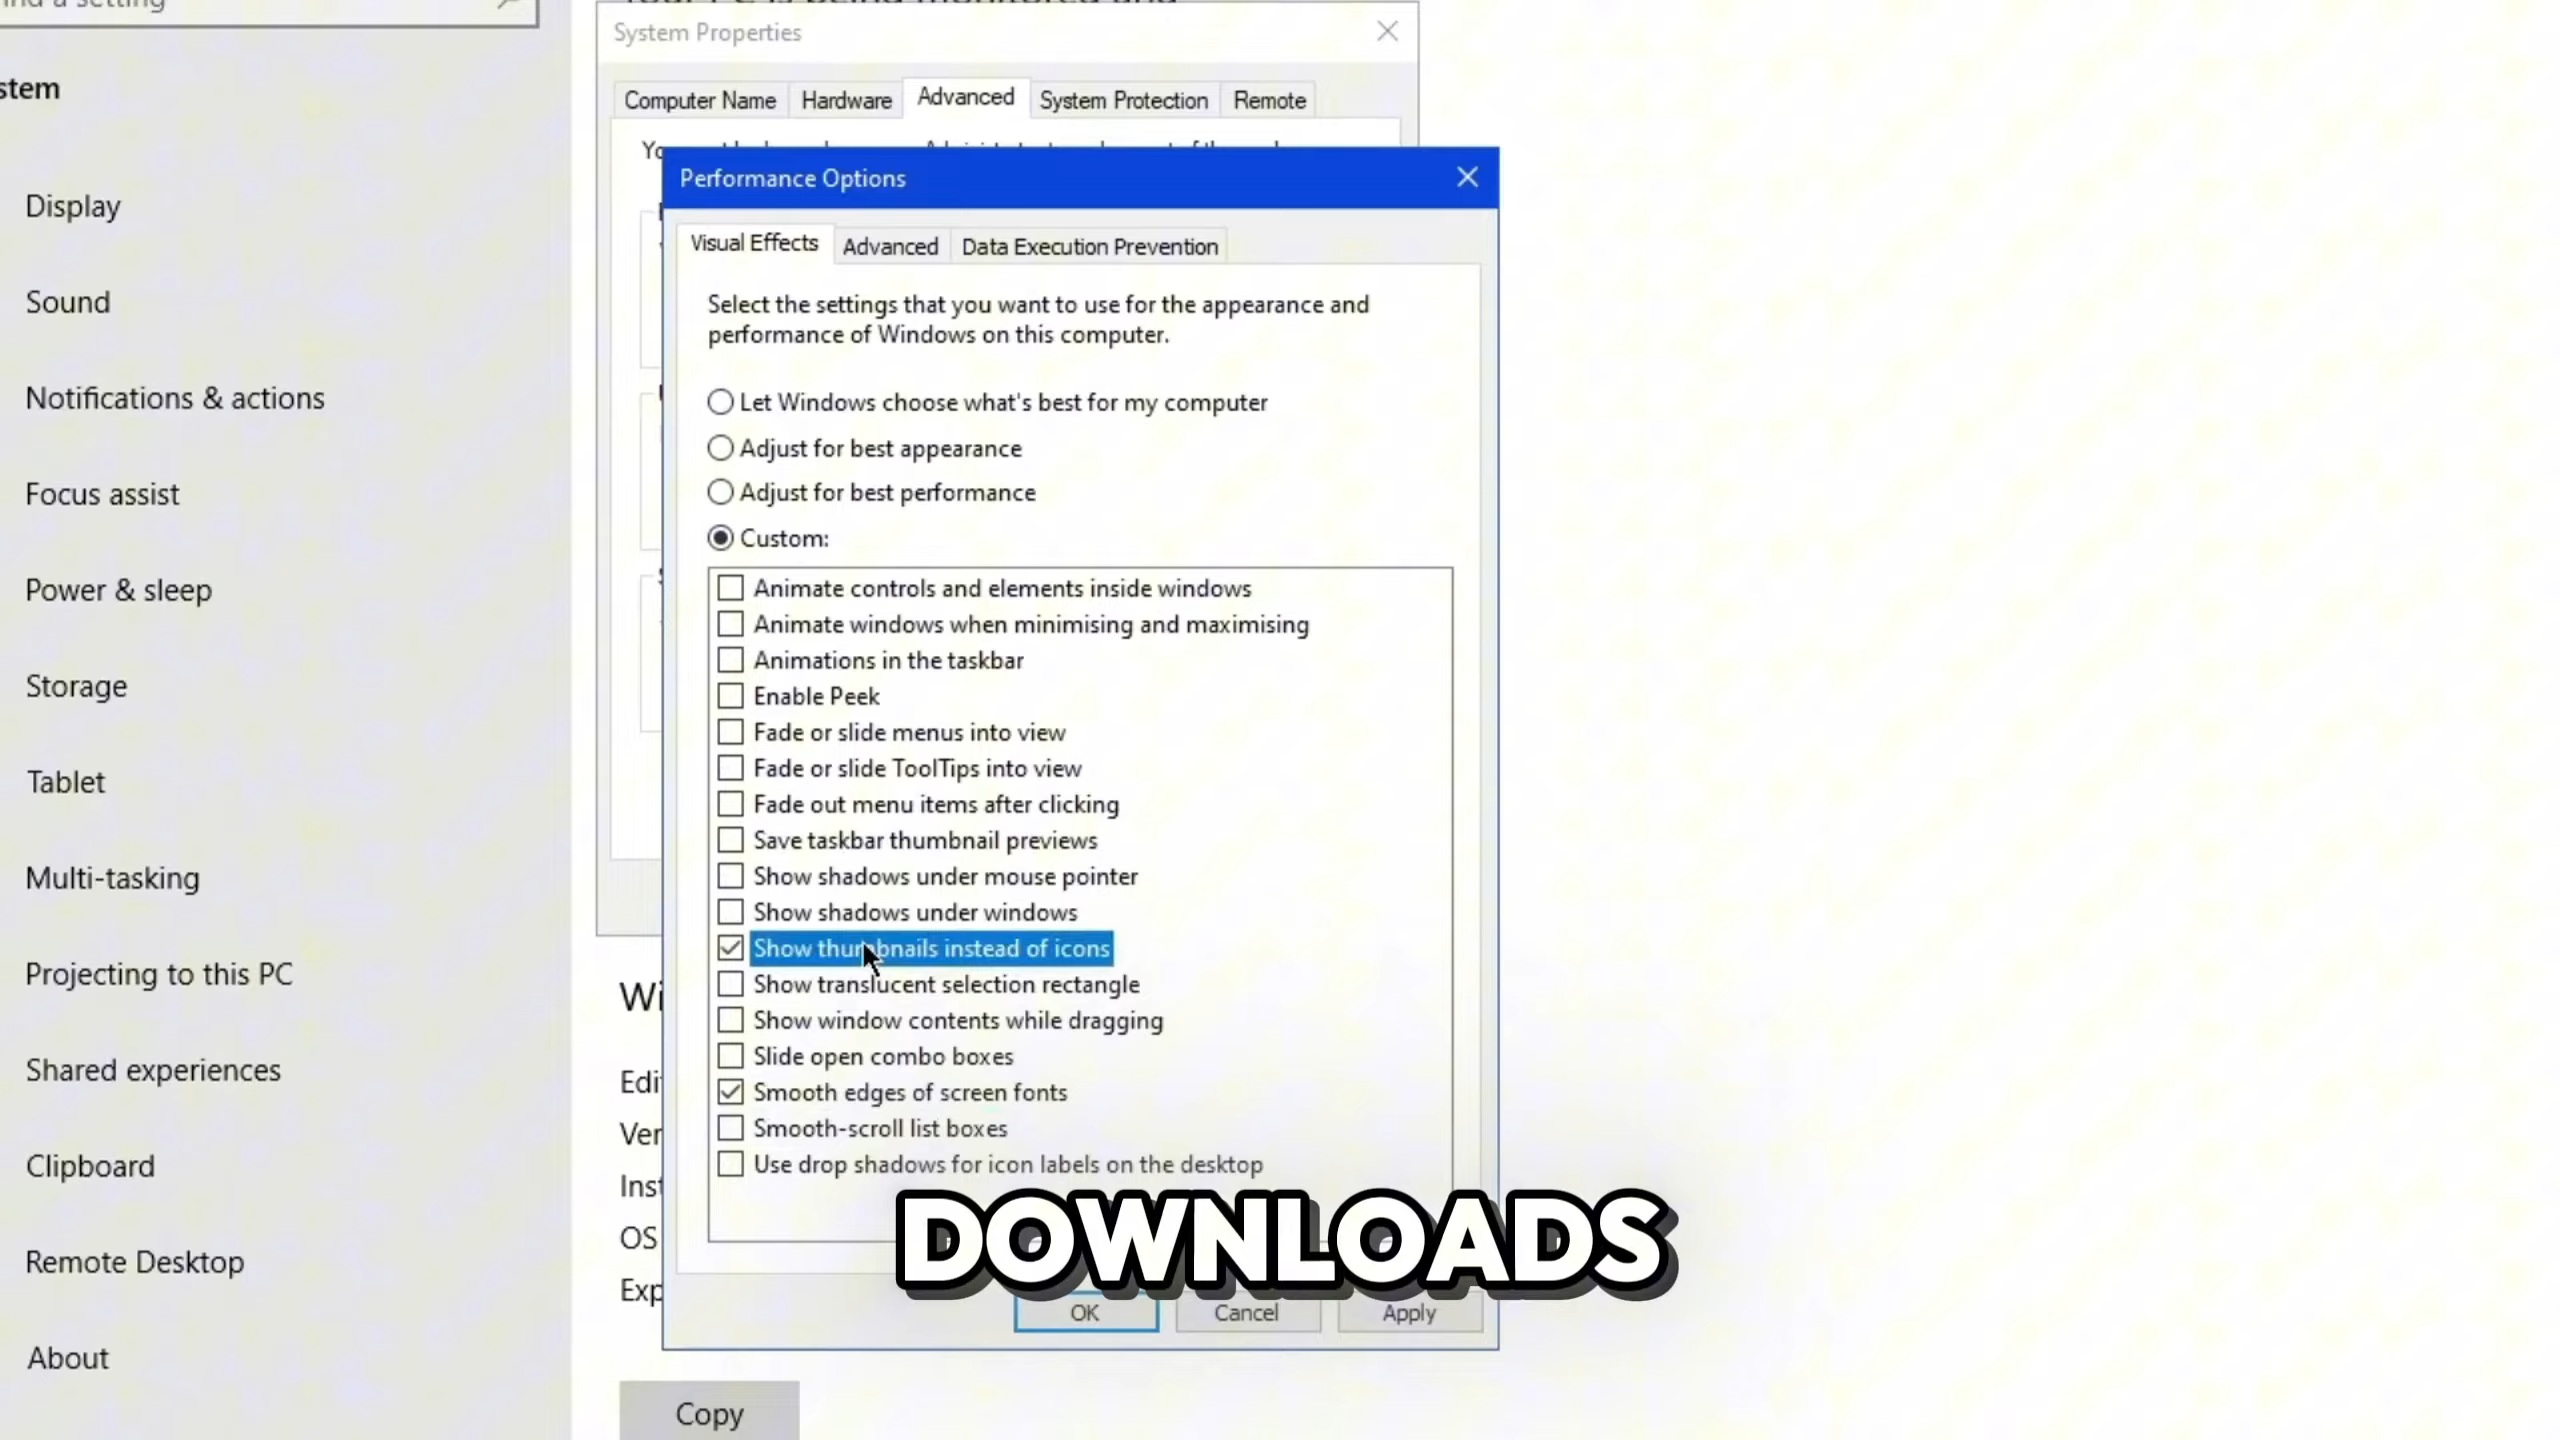 System Properties
Computer Name
Hardware
Advanced
System Protection
Remote
Display
Sound
Notifications & actions
Focus assist
Power & sleep
Storage
Tablet
Multi-tasking
Projecting to this PC
Shared experiences
Clipboard
Remote Desktop
About
Performance Options
Visual Effects
Advanced
Data Execution Prevention
Select the settings that you want to use for the appearance and
performance of Windows on this computer.
Let Windows choose what's best for my computer
Adjust for best appearance
Adjust for best performance
Custom:
Animate controls and elements inside windows
Animate windows when minimising and maximising
Animations in the taskbar
Enable Peek
Fade or slide menus into view
Fade or slide ToolTips into view
Fade out menu items after clicking
Save taskbar thumbnail previews
Show shadows under mouse pointer
Show shadows under windows
Show thumbnails instead of icons
Show translucent selection rectangle
Show window contents while dragging
Slide open combo boxes
Smooth edges of screen fonts
Smooth-scroll list boxes
Use drop shadows for icon labels on the desktop
DOWNLOADS
OK
Cancel
Apply
OS
Copy